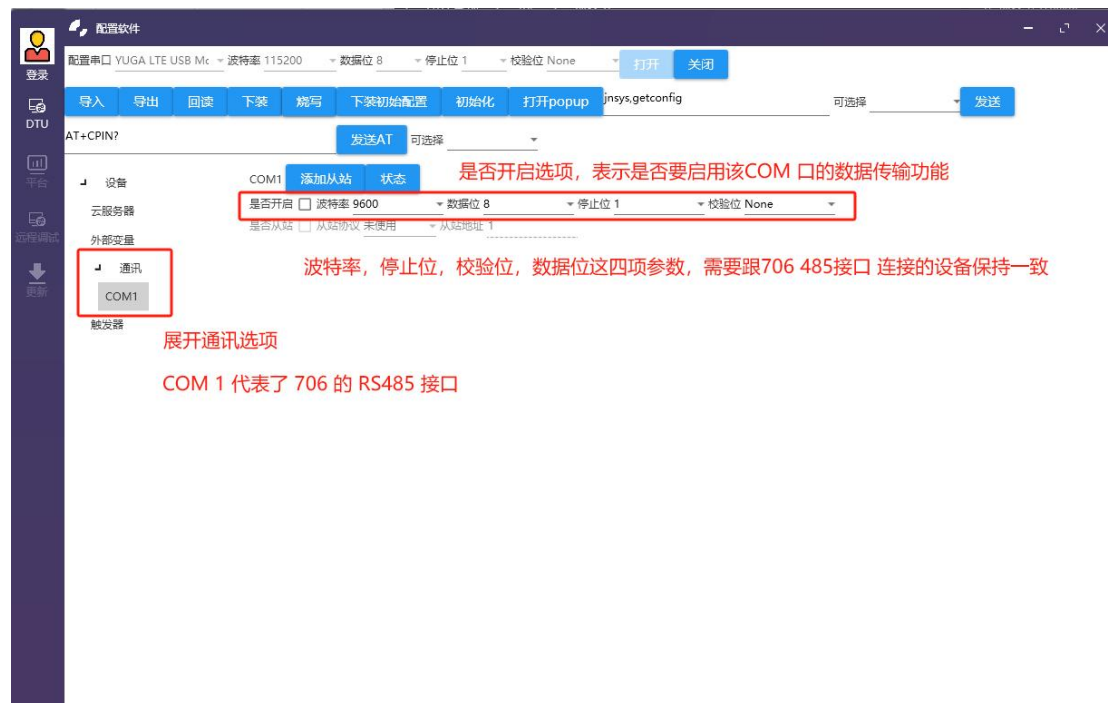 配置软件
登录
DTU
平台
远程调试
更新
配置串口 YUGA LTE USB Mc 波特率 115200 数据位 8 停止位 1 校验位 None 打开 关闭
导入 导出 回读 下装 烧写 下装初始配置 初始化 打开popup jnsys,getconfig 可选择 发送
AT+CPIN? 发送AT 可选择
设备
云服务器
外部变量
通讯
COM1
触发器
COM1 添加从站 状态
是否开启选项，表示是否要启用该COM 口的数据传输功能
是否开启 波特率 9600 数据位 8 停止位 1 校验位 None
是否从站 从站协议 未使用 从站地址 1
波特率，停止位，校验位，数据位这四项参数，需要跟706 485接口 连接的设备保持一致
展开通讯选项
COM 1 代表了 706 的 RS485 接口